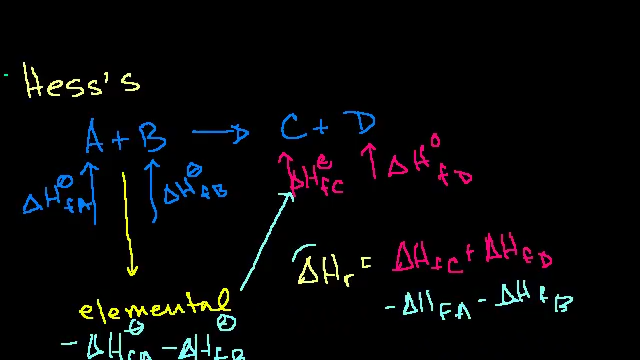 Hess's
A + B → C + D
ΔH⦵fA ΔH⦵fB ΔH⦵fC ΔH⦵fD
ΔHr = ΔHfC + ΔHfD
- ΔHfA - ΔHfB
elemental
- ΔH⦵fA - ΔH⦵fB